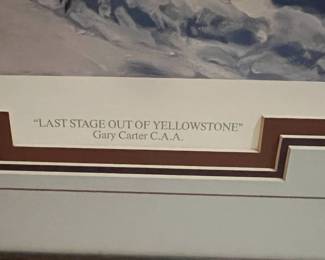 "LAST STAGE OUT OF YELLOWSTONE"
Gary Carter C.A.A.